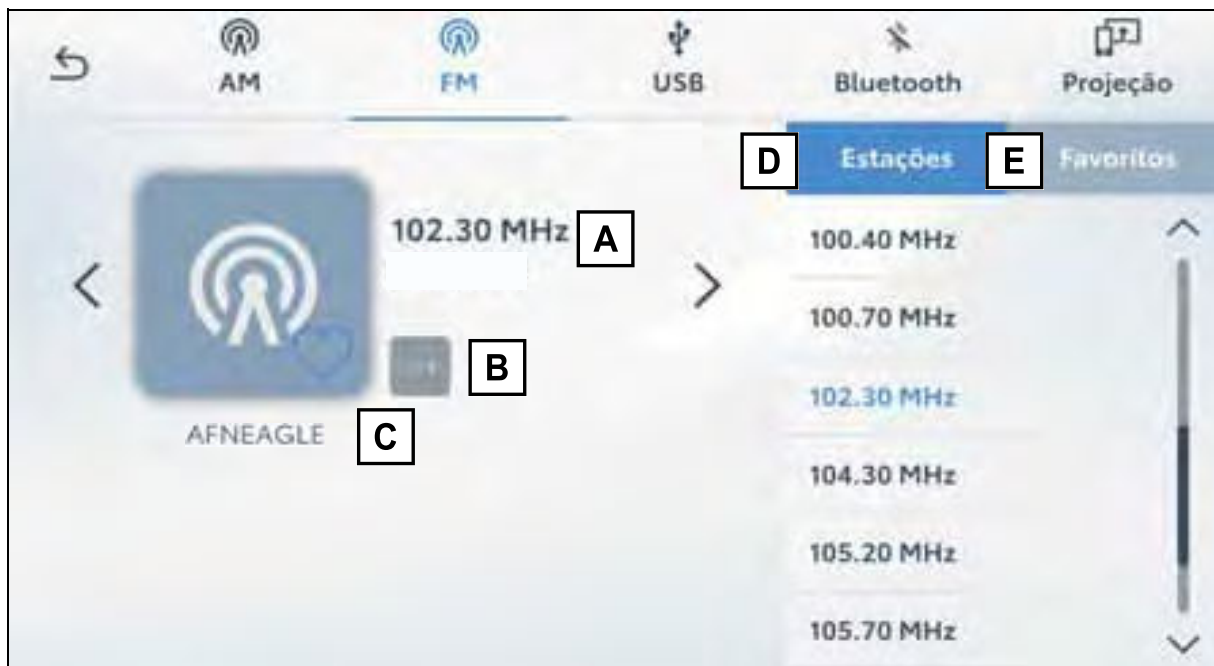 AM
FM
USB
Bluetooth
Projeção
D
Estações
E
Favoritos
102.30 MHz
A
B
AFNEAGLE
C
100.40 MHz
100.70 MHz
102.30 MHz
104.30 MHz
105.20 MHz
105.70 MHz